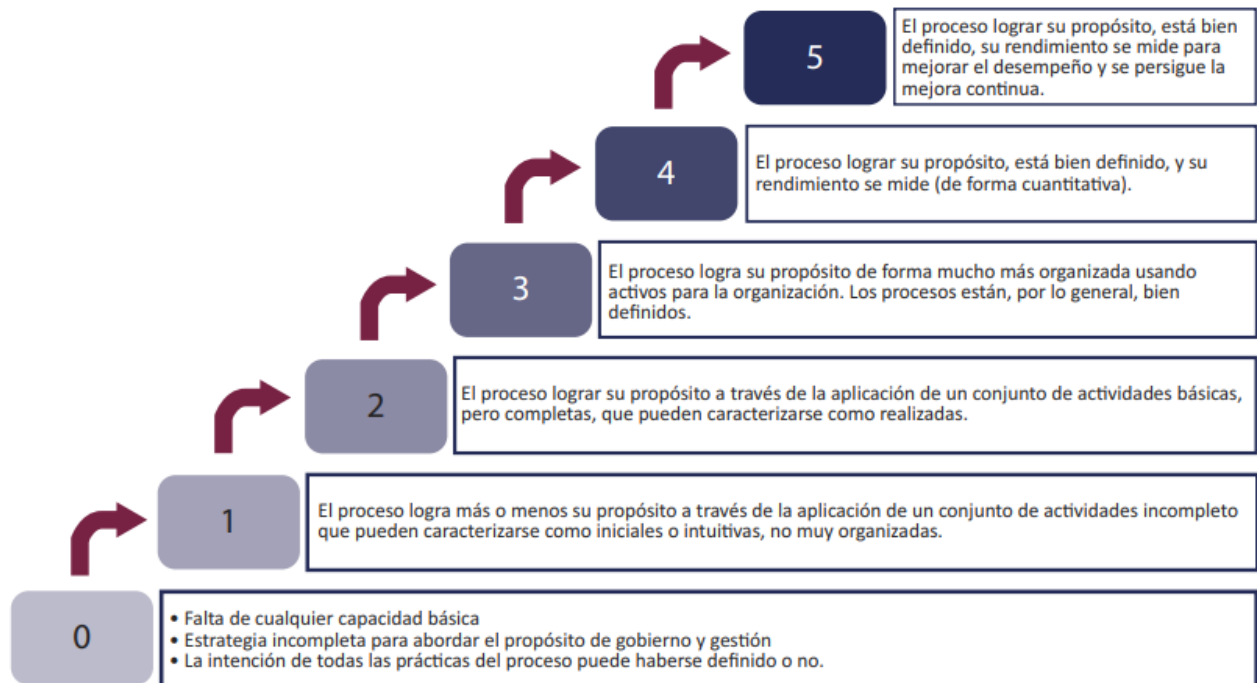 5
El proceso lograr su propósito, está bien
definido, su rendimiento se mide para
mejorar el desempeño y se persigue la
mejora continua.
4
El proceso lograr su propósito, está bien definido, y su
rendimiento se mide (de forma cuantitativa).
3
El proceso logra su propósito de forma mucho más organizada usando
activos para la organización. Los procesos están, por lo general, bien
definidos.
2
El proceso lograr su propósito a través de la aplicación de un conjunto de actividades básicas,
pero completas, que pueden caracterizarse como realizadas.
1
El proceso logra más o menos su propósito a través de la aplicación de un conjunto de actividades incompleto
que pueden caracterizarse como iniciales o intuitivas, no muy organizadas.
0
• Falta de cualquier capacidad básica
• Estrategia incompleta para abordar el propósito de gobierno y gestión
• La intención de todas las prácticas del proceso puede haberse definido o no.